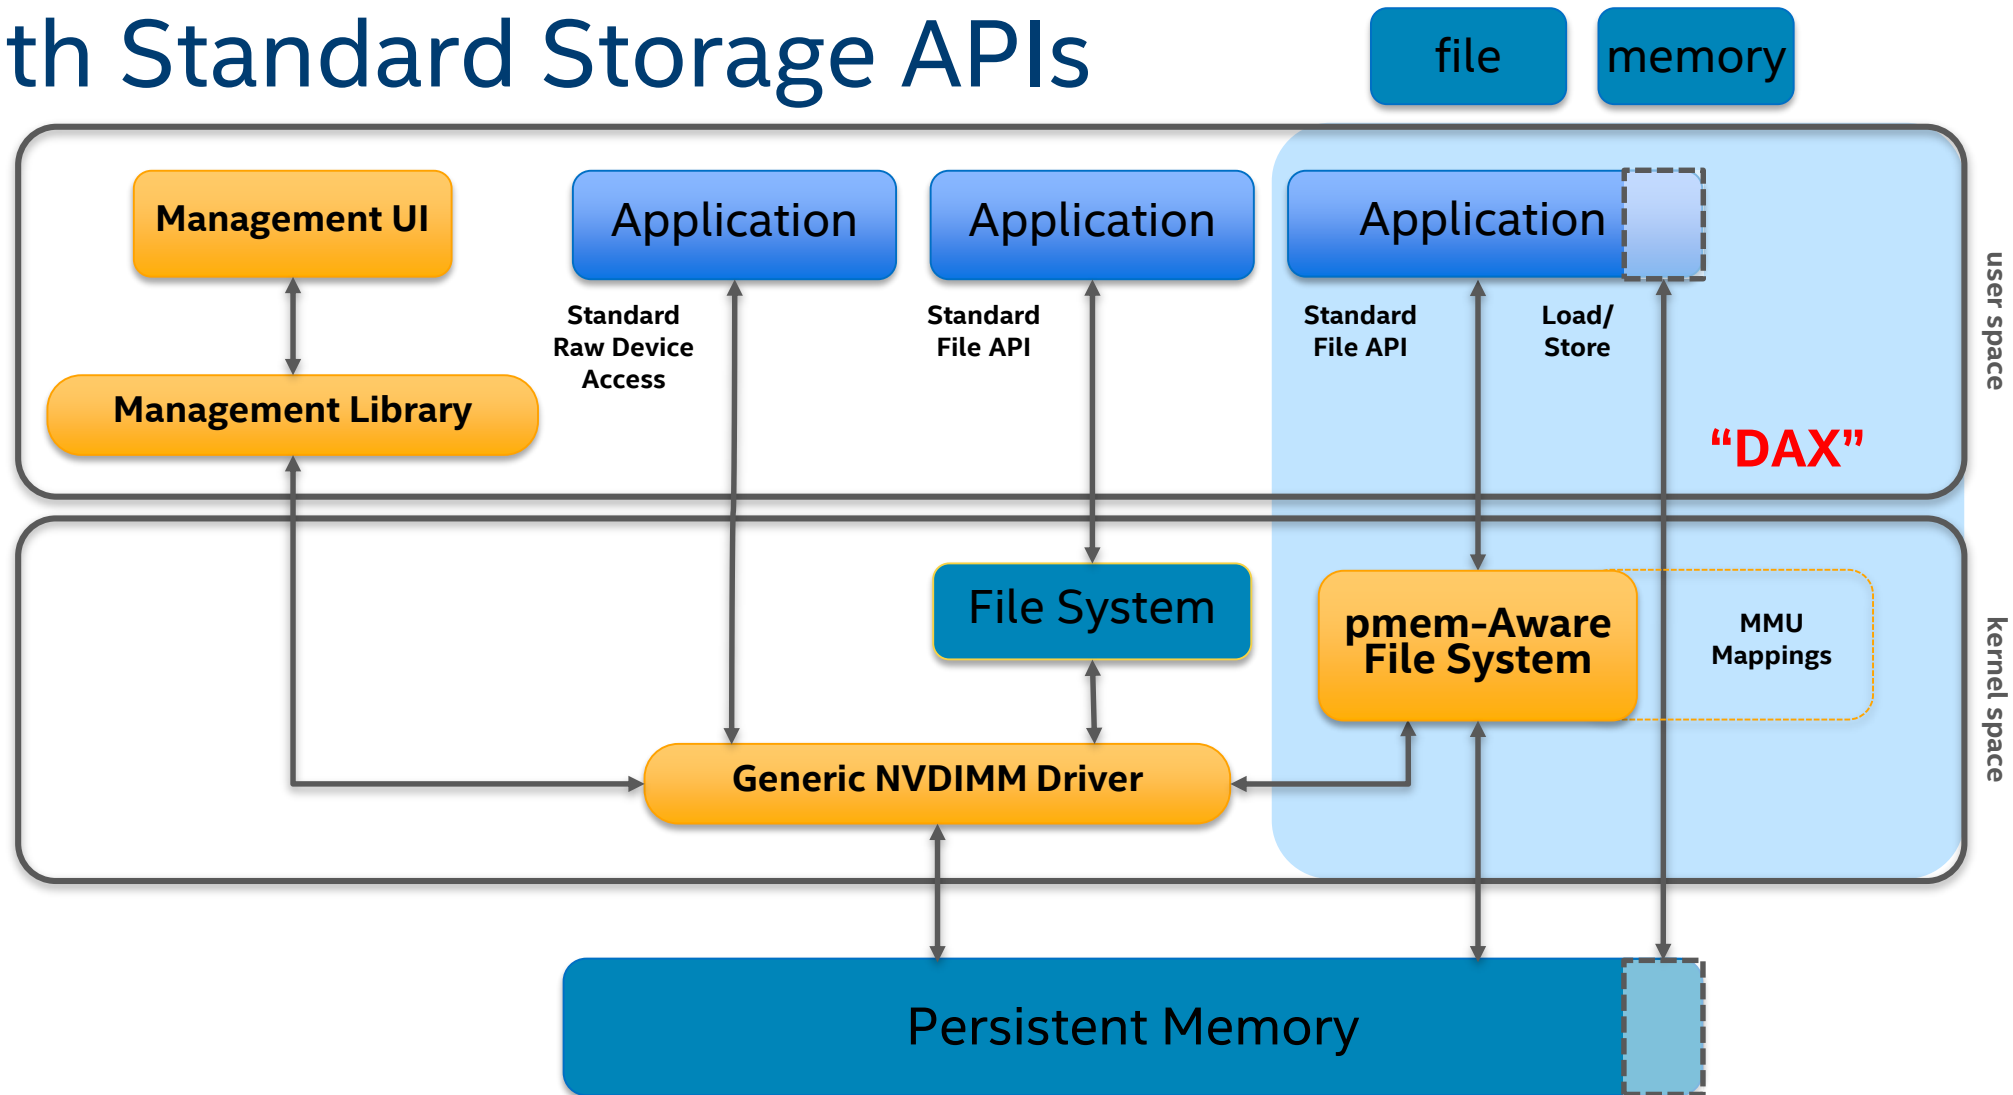 th Standard Storage APIs
file
memory
Management UI
Application
Application
Application
Standard
Raw Device
Access
Standard
File API
Standard
File API
Load/
Store
user space
Management Library
“DAX”
File System
pmem-Aware
File System
MMU
Mappings
kernel space
Generic NVDIMM Driver
Persistent Memory